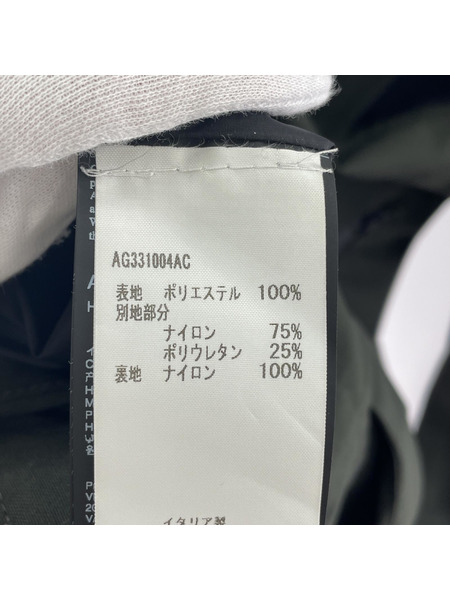 AG331004AC
表地 ポリエステル 100%
別地部分
ナイロン 75%
ポリウレタン 25%
裏地 ナイロン 100%
イタリア製